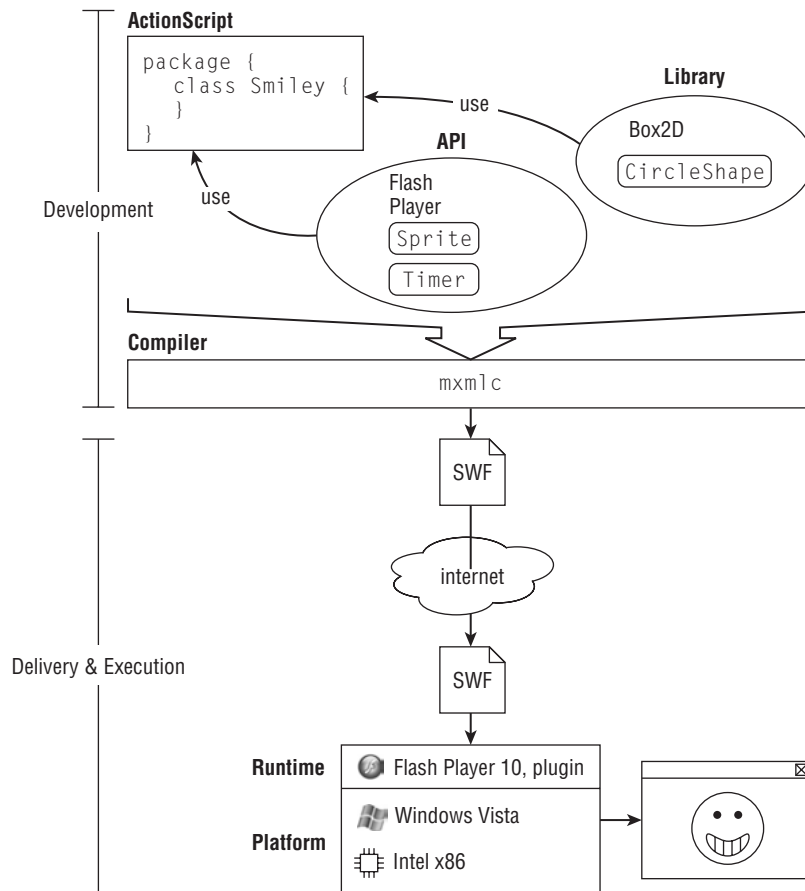 ActionScript
package {
class Smiley {
}
}
use
Library
Box2D
CircleShape
API
Flash
Player
Sprite
Timer
use
Development
Compiler
mxmlc
SWF
internet
Delivery & Execution
SWF
Runtime
Flash Player 10, plugin
Platform
Windows Vista
Intel x86